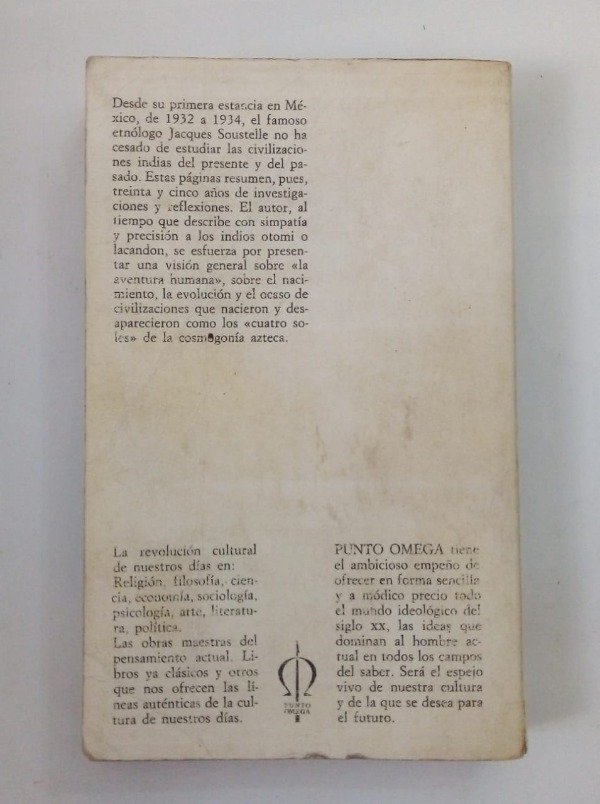 Desde su primera estancia en Mé-
xico, de 1932 a 1934, el famoso
etnólogo Jacques Soustelle no ha
cesado de estudiar las civilizacio-
nes indias del presente y del pa-
sado. Estas páginas resumen, pues,
treinta y cinco años de investiga-
ciones y reflexiones. El autor, al
tiempo que describe con simpatía
y precisión a los indios otomi o
lacandon, se esfuerza por presen-
tar una visión general sobre «la
aventura humana», sobre el naci-
miento, la evolución y el ocaso de
civilizaciones que nacieron y des-
aparecieron como los «cuatro so-
les» de la cosmogonía azteca.
La revolución cultural
de nuestros días en:
Religión, filosofía, cien-
cia, economía, sociología,
psicología, arte, literatu-
ra, política.
Las obras maestras del
pensamiento actual. Li-
bros ya clásicos y otros
que nos ofrecen las lí-
neas auténticas de la cul-
tura de nuestros días.
PUNTO
OMEGA
PUNTO OMEGA tiene
el ambicioso empeño de
ofrecer en forma sencilla
y a módico precio todo
el mundo ideológico del
siglo XX, las ideas que
dominan al hombre ac-
tual en todos los campos
del saber. Será el espejo
vivo de nuestra cultura
y de la que se desea para
el futuro.